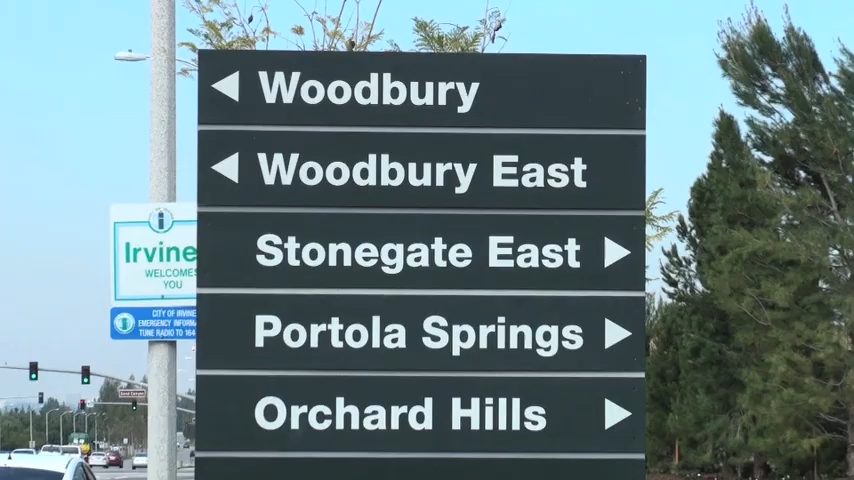 Woodbury
Woodbury East
Stonegate East
Portola Springs
Orchard Hills
Irvine
WELCOMES
YOU
CITY OF IRVINE
EMERGENCY INFORMA
TUNE RADIO TO 164